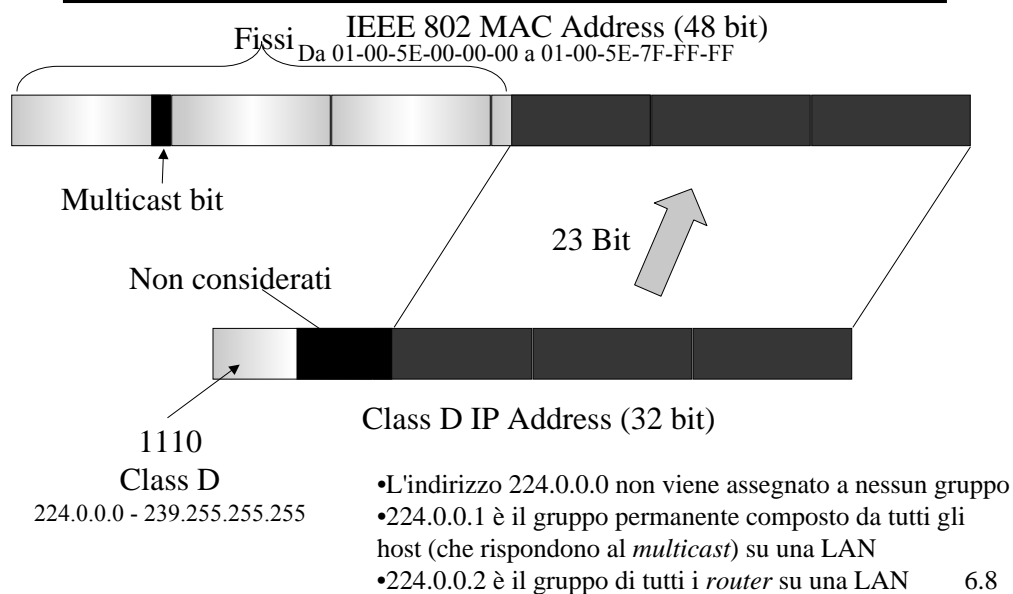 IEEE 802 MAC Address (48 bit)
Fissi
Da 01-00-5E-00-00-00 a 01-00-5E-7F-FF-FF
Multicast bit
23 Bit
Non considerati
Class D IP Address (32 bit)
1110
Class D
224.0.0.0 - 239.255.255.255
•L'indirizzo 224.0.0.0 non viene assegnato a nessun gruppo
•224.0.0.1 è il gruppo permanente composto da tutti gli
host (che rispondono al multicast) su una LAN
•224.0.0.2 è il gruppo di tutti i router su una LAN
6.8